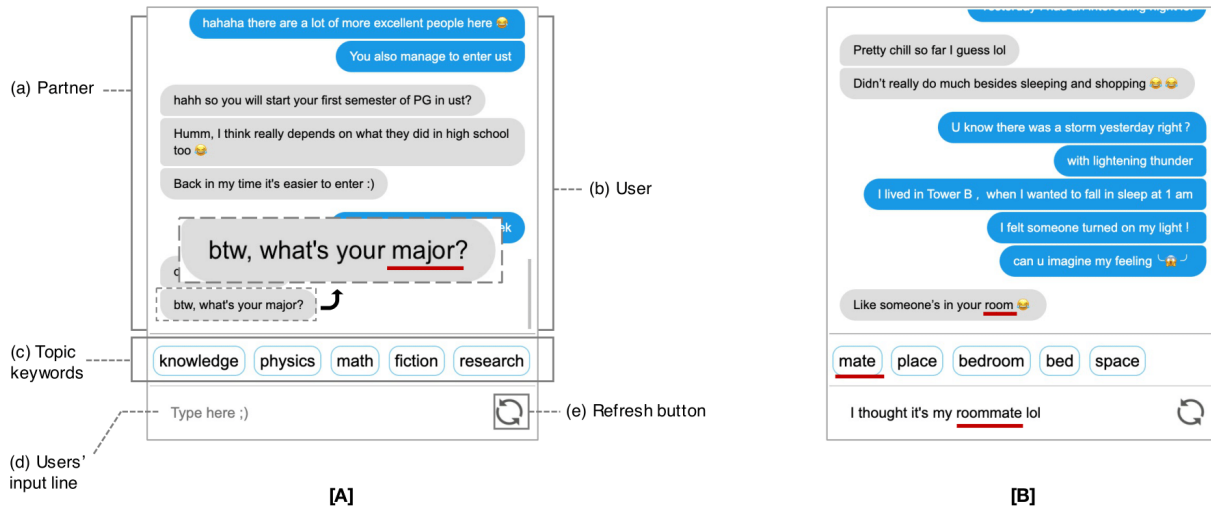 hahaha there are a lot of more excellent people here 😂
You also manage to enter ust
(a) Partner
hahh so you will start your first semester of PG in ust?
Humm, I think really depends on what they did in high school
too 😂
Back in my time it's easier to enter :)
(b) User
btw, what's your major?
btw, what's your major?
(c) Topic
keywords
knowledge
physics
math
fiction
research
Type here ;)
(e) Refresh button
(d) Users'
input line
[A]
Pretty chill so far I guess lol
Didn't really do much besides sleeping and shopping 😂 😂
U know there was a storm yesterday right ?
with lightening thunder
I lived in Tower B , when I wanted to fall in sleep at 1 am
I felt someone turned on my light !
can u imagine my feeling ╰😱╯
Like someone's in your room 😂
mate
place
bedroom
bed
space
I thought it's my roommate lol
[B]